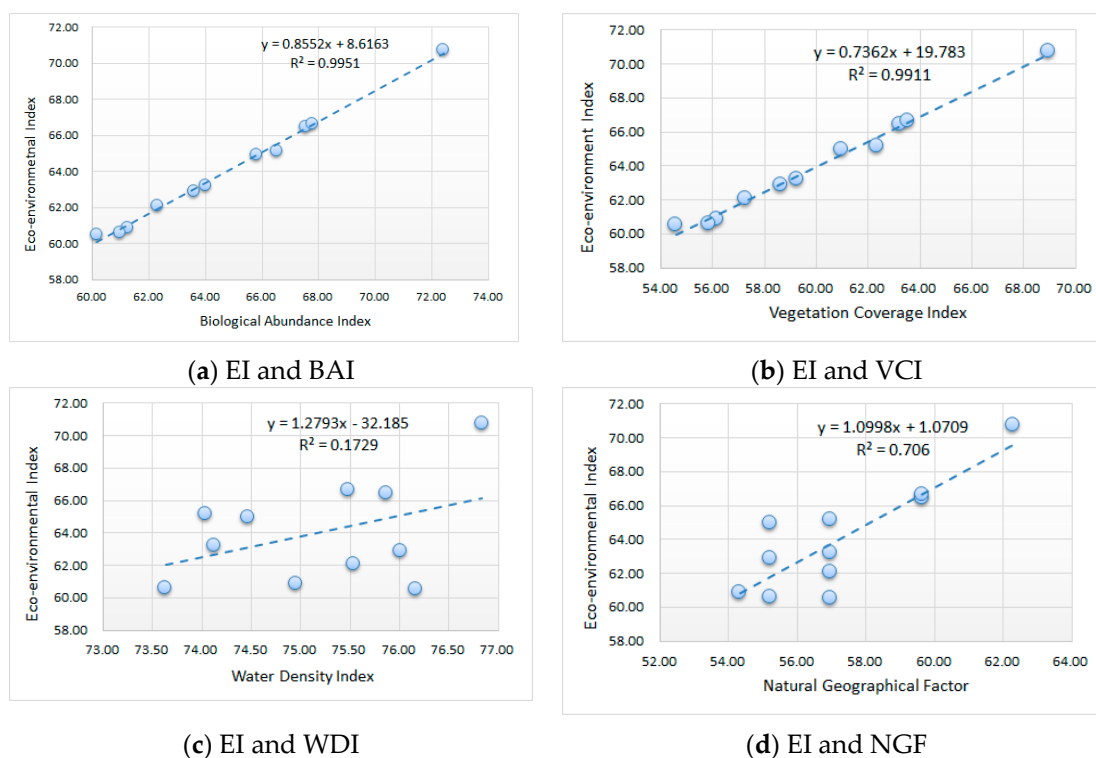 72.00
70.00
68.00
66.00
64.00
62.00
60.00
58.00
Eco-environmetnal Index
y = 0.8552x + 8.6163
R² = 0.9951
60.00 62.00 64.00 66.00 68.00 70.00 72.00 74.00
Biological Abundance Index
(a) EI and BAI
72.00
70.00
68.00
66.00
64.00
62.00
60.00
58.00
Eco-environment Index
y = 0.7362x + 19.783
R² = 0.9911
54.00 56.00 58.00 60.00 62.00 64.00 66.00 68.00 70.00
Vegetation Coverage Index
(b) EI and VCI
72.00
70.00
68.00
66.00
64.00
62.00
60.00
58.00
Eco-environmental Index
y = 1.2793x - 32.185
R² = 0.1729
73.00 73.50 74.00 74.50 75.00 75.50 76.00 76.50 77.00
Water Density Index
(c) EI and WDI
72.00
70.00
68.00
66.00
64.00
62.00
60.00
58.00
Eco-environmental Index
y = 1.0998x + 1.0709
R² = 0.706
52.00 54.00 56.00 58.00 60.00 62.00 64.00
Natural Geographical Factor
(d) EI and NGF